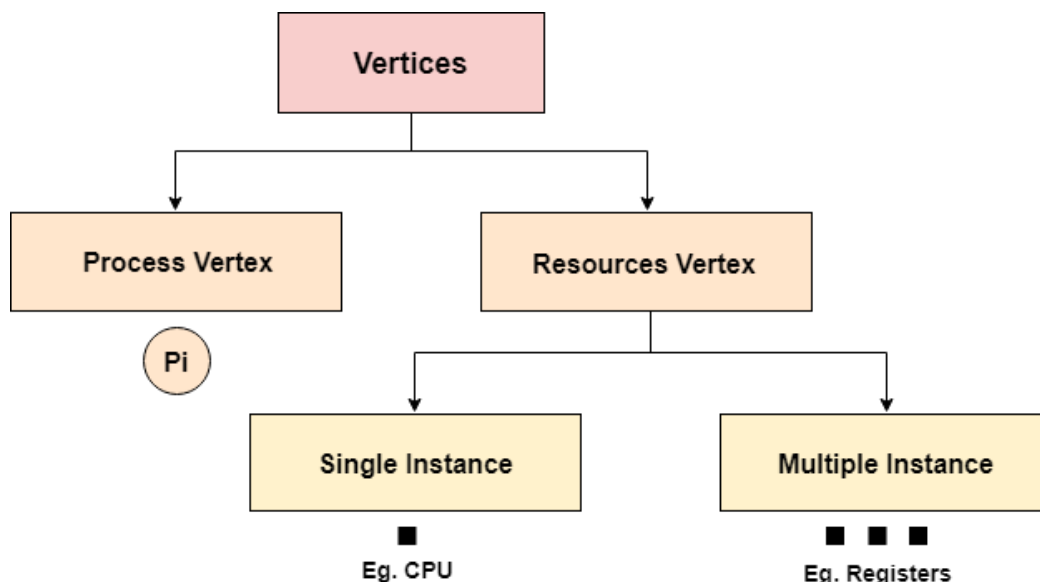 Vertices
Process Vertex
Resources Vertex
Pi
Single Instance
Multiple Instance
Eg. CPU
Eg. Registers